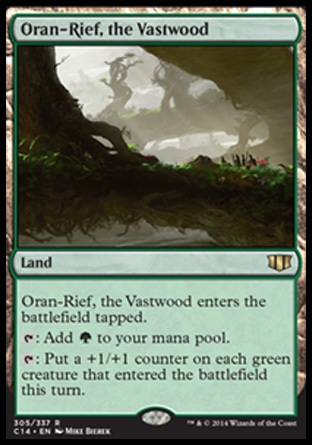 Oran-Rief, the Vastwood
Land
Oran-Rief, the Vastwood enters the
battlefield tapped.
: Add to your mana pool.
: Put a +1/+1 counter on each green
creature that entered the battlefield
this turn.
305/337 R
C14 • EN Mike Bierek
™ & © 2014 Wizards of the Coast